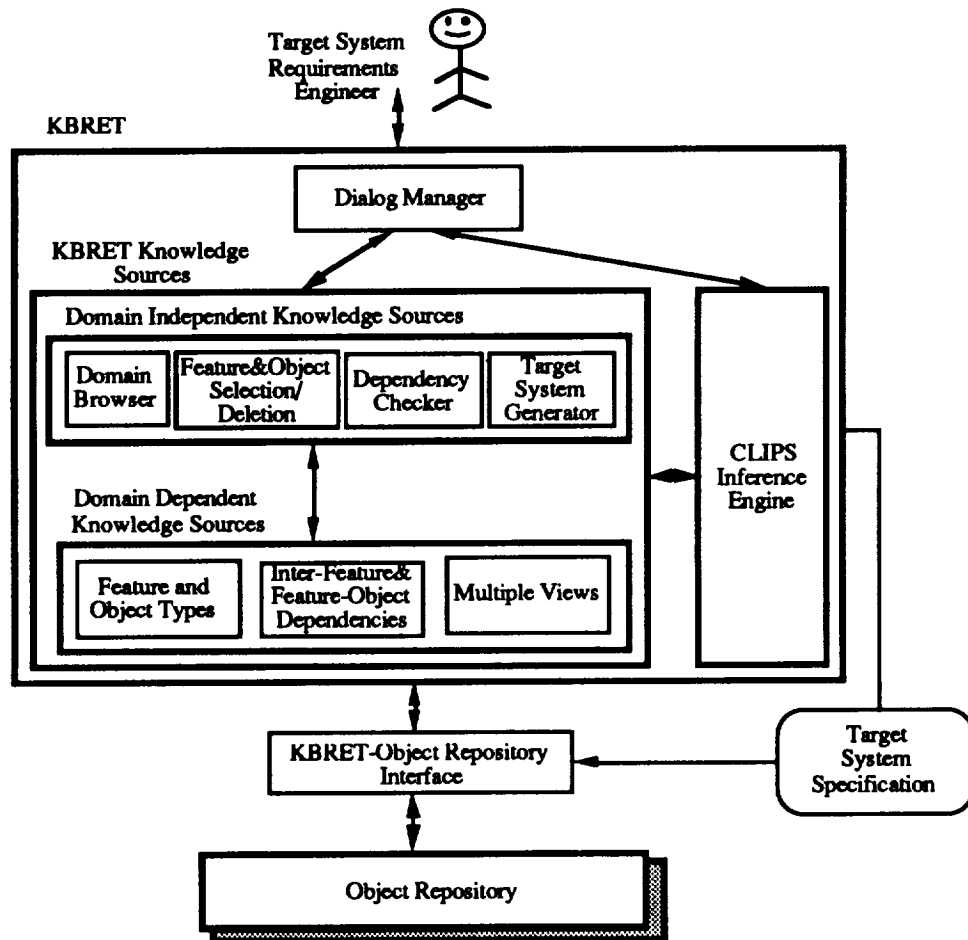 Target System
Requirements
Engineer
KBRET
Dialog Manager
KBRET Knowledge
Sources
Domain Independent Knowledge Sources
Domain
Browser
Feature&Object
Selection/
Deletion
Dependency
Checker
Target
System
Generator
CLIPS
Inference
Engine
Domain Dependent
Knowledge Sources
Feature and
Object Types
Inter-Feature&
Feature-Object
Dependencies
Multiple Views
KBRET-Object Repository
Interface
Target
System
Specification
Object Repository